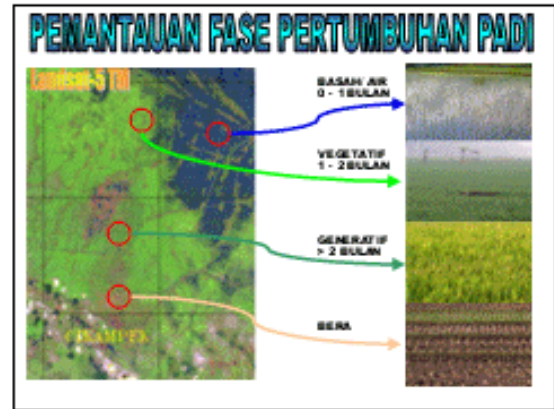 PEMANTAUAN FASE PERTUMBUHAN PADI
Landsat-5 TM
BASAH/ AIR
0 - 1 BULAN
VEGETATIF
1 - 2 BULAN
GENERATIF
> 2 BULAN
BERA
CIKAMPEK